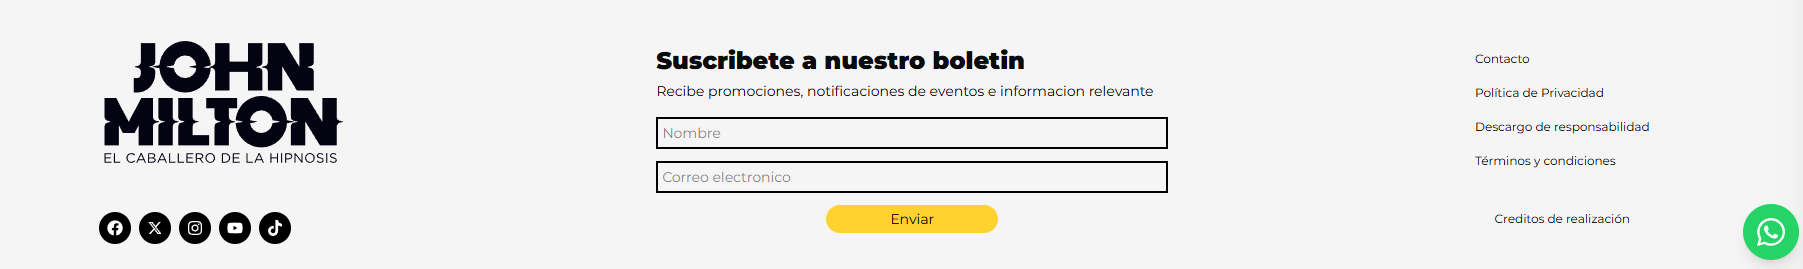 JOHN
MILTON
EL CABALLERO DE LA HIPNOSIS
Suscribete a nuestro boletin
Recibe promociones, notificaciones de eventos e informacion relevante
Nombre
Correo electronico
Enviar
Contacto
Política de Privacidad
Descargo de responsabilidad
Términos y condiciones
Creditos de realización